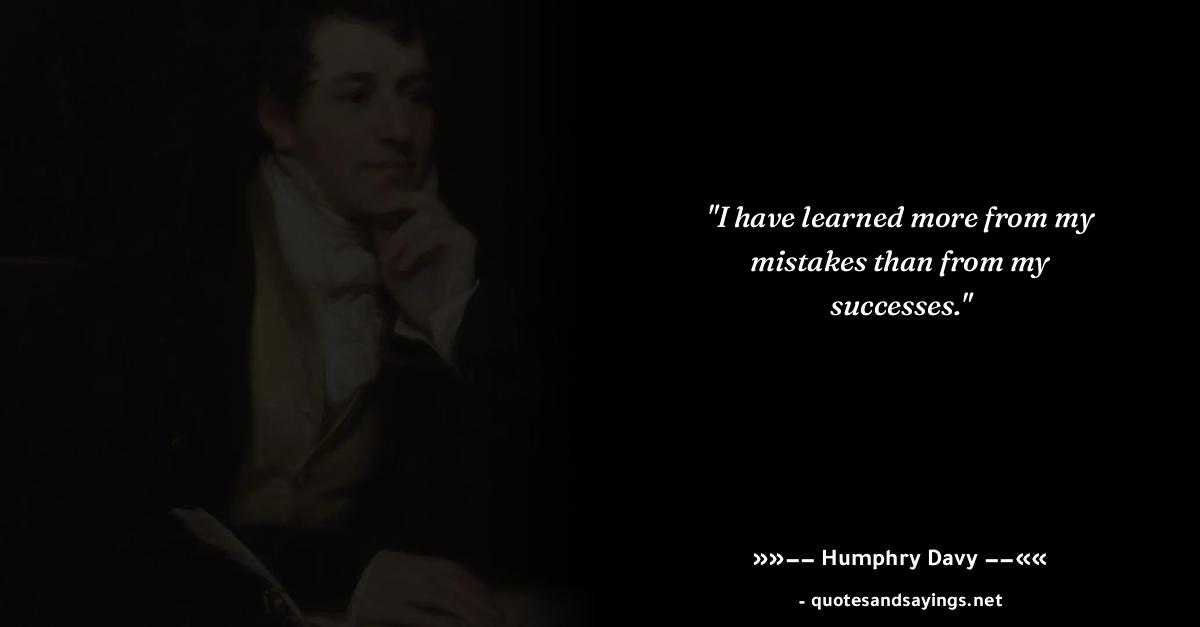 "I have learned more from my
mistakes than from my
successes."
»»–– Humphry Davy ––««
- quotesandsayings.net